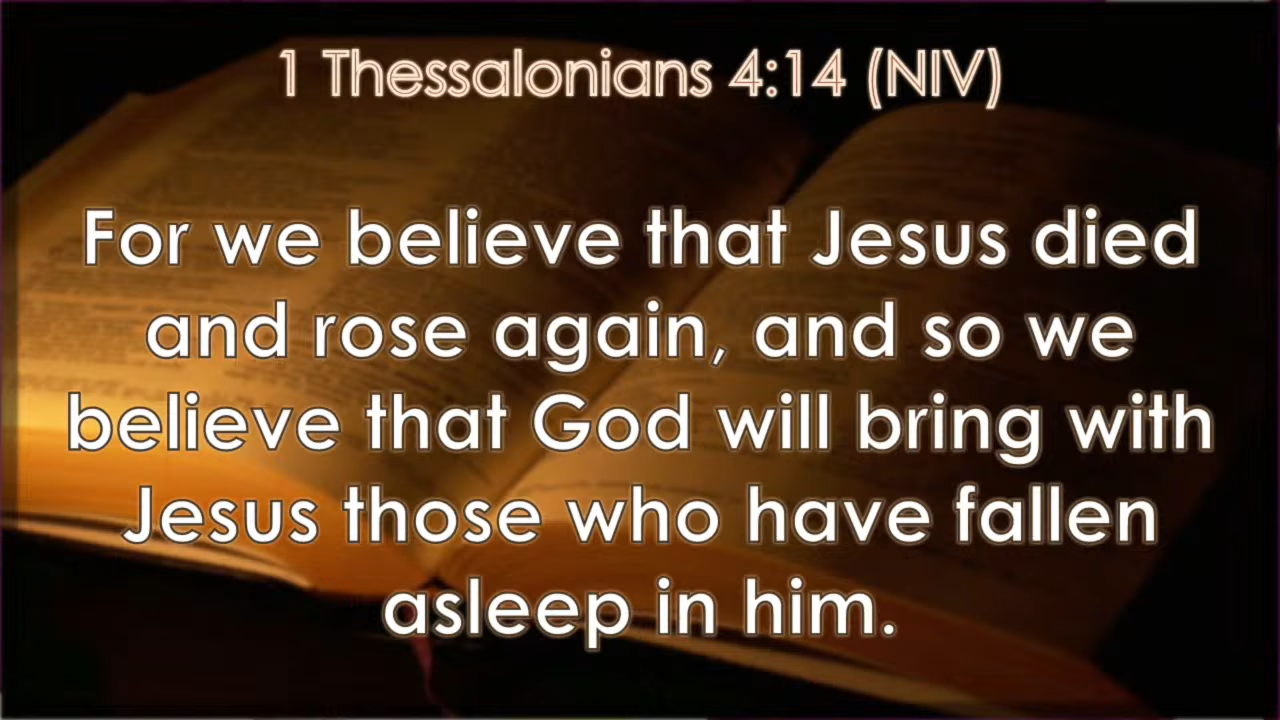 1 Thessalonians 4:14 (NIV)
For we believe that Jesus died
and rose again, and so we
believe that God will bring with
Jesus those who have fallen
asleep in him.